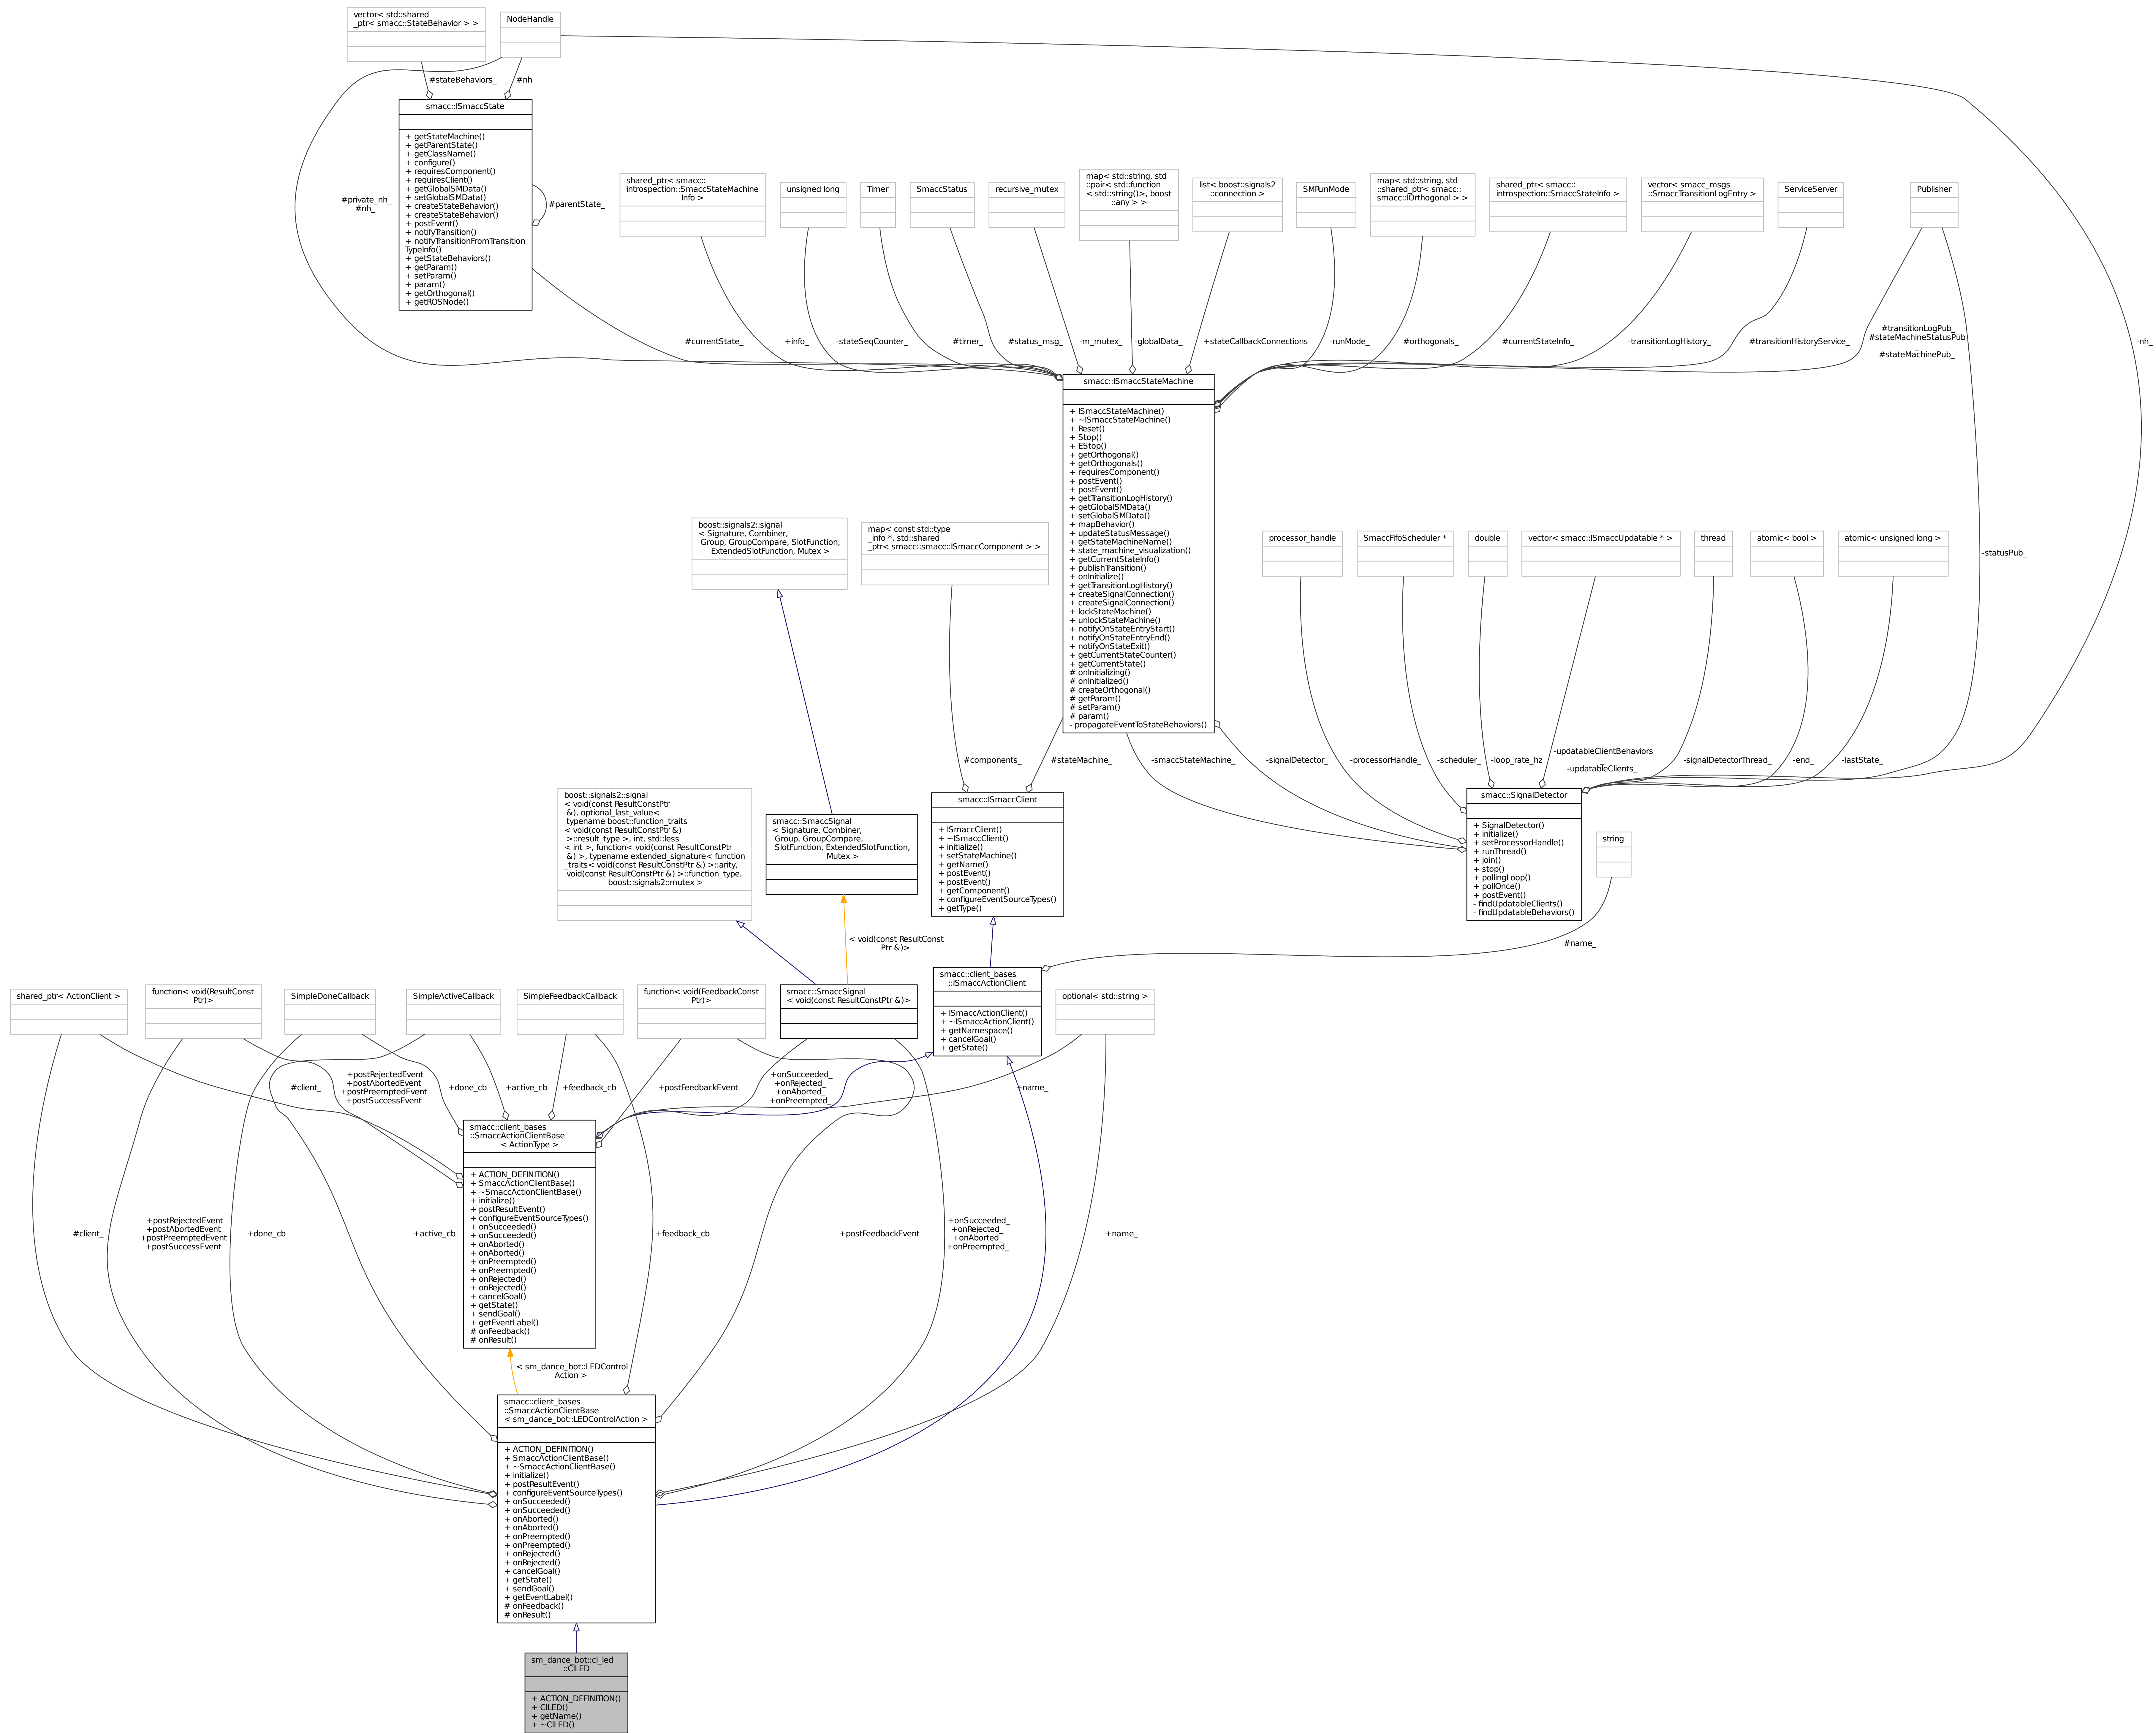 vector< std::shared
_ptr< smacc::StateBehavior > >
NodeHandle
#stateBehaviors_
#nh
smacc::ISmaccState
+ getStateMachine()
+ getParentState()
+ getClassName()
+ configure()
+ requiresComponent()
+ requiresClient()
+ getGlobalSMData()
+ setGlobalSMData()
+ createStateBehavior()
+ createStateBehavior()
+ postEvent()
+ notifyTransition()
+ notifyTransitionFromTransition
TypeInfo()
+ getStateBehaviors()
+ getParam()
+ setParam()
+ param()
+ getOrthogonal()
+ getROSNode()
#private_nh_
#nh_
#parentState_
shared_ptr< smacc::
introspection::SmaccStateMachine
Info >
unsigned long
Timer
SmaccStatus
recursive_mutex
map< std::string, std
::pair< std::function
< std::string()>, boost
::any > >
list< boost::signals2
::connection >
SMRunMode
map< std::string, std
::shared_ptr< smacc::
smacc::IOrthogonal > >
shared_ptr< smacc::
introspection::SmaccStateInfo >
vector< smacc_msgs
::SmaccTransitionLogEntry >
ServiceServer
Publisher
#currentState_
+info_
-stateSeqCounter_
#timer_
#status_msg_
-m_mutex_
-globalData_
+stateCallbackConnections
-runMode_
#orthogonals_
#currentStateInfo_
-transitionLogHistory_
#transitionHistoryService_
#transitionLogPub_
#stateMachineStatusPub
_
#stateMachinePub_
-nh_
smacc::ISmaccStateMachine
+ ISmaccStateMachine()
+ ~ISmaccStateMachine()
+ Reset()
+ Stop()
+ EStop()
+ getOrthogonal()
+ getOrthogonals()
+ requiresComponent()
+ postEvent()
+ postEvent()
+ getTransitionLogHistory()
+ getGlobalSMData()
+ setGlobalSMData()
+ mapBehavior()
+ updateStatusMessage()
+ getStateMachineName()
+ state_machine_visualization()
+ getCurrentStateInfo()
+ publishTransition()
+ onInitialize()
+ getTransitionLogHistory()
+ createSignalConnection()
+ createSignalConnection()
+ lockStateMachine()
+ unlockStateMachine()
+ notifyOnStateEntryStart()
+ notifyOnStateEntryEnd()
+ notifyOnStateExit()
+ getCurrentStateCounter()
+ getCurrentState()
# onInitializing()
# onInitialized()
# createOrthogonal()
# getParam()
# setParam()
# param()
- propagateEventToStateBehaviors()
boost::signals2::signal
< Signature, Combiner,
Group, GroupCompare, SlotFunction,
ExtendedSlotFunction, Mutex >
map< const std::type
_info *, std::shared
_ptr< smacc::smacc::ISmaccComponent > >
processor_handle
SmaccFifoScheduler *
double
vector< smacc::ISmaccUpdatable * >
thread
atomic< bool >
atomic< unsigned long >
-statusPub_
#components_
#stateMachine_
-smaccStateMachine_
-signalDetector_
-processorHandle_
-scheduler_
-loop_rate_hz
-updatableClientBehaviors
_
-updatableClients_
-signalDetectorThread_
-end_
-lastState_
boost::signals2::signal
< void(const ResultConstPtr
&), optional_last_value<
typename boost::function_traits
< void(const ResultConstPtr &)
>::result_type >, int, std::less
< int >, function< void(const ResultConstPtr
&) >, typename extended_signature< function
_traits< void(const ResultConstPtr &) >::arity,
void(const ResultConstPtr &) >::function_type,
boost::signals2::mutex >
smacc::SmaccSignal
< Signature, Combiner,
Group, GroupCompare,
SlotFunction, ExtendedSlotFunction,
Mutex >
smacc::ISmaccClient
+ ISmaccClient()
+ ~ISmaccClient()
+ initialize()
+ setStateMachine()
+ getName()
+ postEvent()
+ postEvent()
+ getComponent()
+ configureEventSourceTypes()
+ getType()
smacc::SignalDetector
+ SignalDetector()
+ initialize()
+ setProcessorHandle()
+ runThread()
+ join()
+ stop()
+ pollingLoop()
+ pollOnce()
+ postEvent()
- findUpdatableClients()
- findUpdatableBehaviors()
string
< void(const ResultConst
Ptr &)>
#name_
shared_ptr< ActionClient >
function< void(ResultConst
Ptr)>
SimpleDoneCallback
SimpleActiveCallback
SimpleFeedbackCallback
function< void(FeedbackConst
Ptr)>
smacc::SmaccSignal
< void(const ResultConstPtr &)>
smacc::client_bases
::ISmaccActionClient
+ ISmaccActionClient()
+ ~ISmaccActionClient()
+ getNamespace()
+ cancelGoal()
+ getState()
optional< std::string >
#client_
+postRejectedEvent
+postAbortedEvent
+postPreemptedEvent
+postSuccessEvent
+done_cb
+active_cb
+feedback_cb
+postFeedbackEvent
+onSucceeded_
+onRejected_
+onAborted_
+onPreempted_
+name_
smacc::client_bases
::SmaccActionClientBase
< ActionType >
+ ACTION_DEFINITION()
+ SmaccActionClientBase()
+ ~SmaccActionClientBase()
+ initialize()
+ postResultEvent()
+ configureEventSourceTypes()
+ onSucceeded()
+ onSucceeded()
+ onAborted()
+ onAborted()
+ onPreempted()
+ onPreempted()
+ onRejected()
+ onRejected()
+ cancelGoal()
+ getState()
+ sendGoal()
+ getEventLabel()
# onFeedback()
# onResult()
#client_
+postRejectedEvent
+postAbortedEvent
+postPreemptedEvent
+postSuccessEvent
+done_cb
+active_cb
+feedback_cb
+postFeedbackEvent
+onSucceeded_
+onRejected_
+onAborted_
+onPreempted_
+name_
< sm_dance_bot::LEDControl
Action >
smacc::client_bases
::SmaccActionClientBase
< sm_dance_bot::LEDControlAction >
+ ACTION_DEFINITION()
+ SmaccActionClientBase()
+ ~SmaccActionClientBase()
+ initialize()
+ postResultEvent()
+ configureEventSourceTypes()
+ onSucceeded()
+ onSucceeded()
+ onAborted()
+ onAborted()
+ onPreempted()
+ onPreempted()
+ onRejected()
+ onRejected()
+ cancelGoal()
+ getState()
+ sendGoal()
+ getEventLabel()
# onFeedback()
# onResult()
sm_dance_bot::cl_led
::ClLED
+ ACTION_DEFINITION()
+ ClLED()
+ getName()
+ ~ClLED()